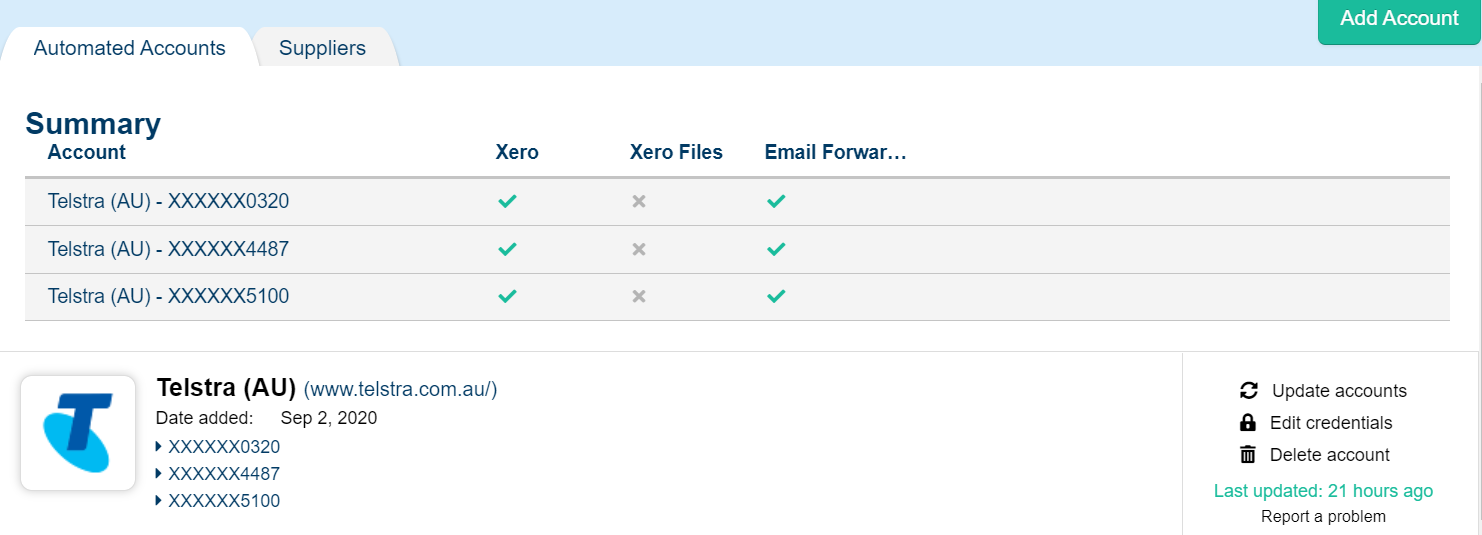 Add Account
Automated Accounts Suppliers
Summary
Account Xero Xero Files Email Forwar…
Telstra (AU) - XXXXXX0320
Telstra (AU) - XXXXXX4487
Telstra (AU) - XXXXXX5100
Telstra (AU) (www.telstra.com.au/)
Date added: Sep 2, 2020
XXXXXX0320
XXXXXX4487
XXXXXX5100
Update accounts
Edit credentials
Delete account
Last updated: 21 hours ago
Report a problem